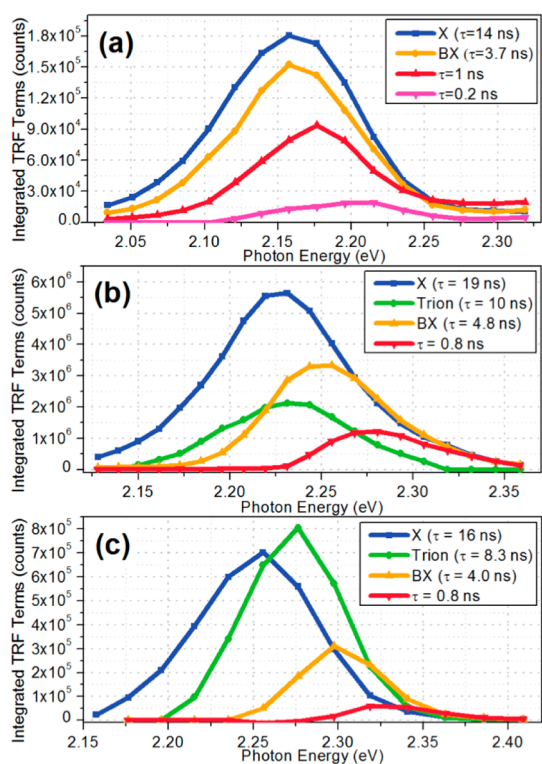 (a)
X (τ=14 ns)
BX (τ=3.7 ns)
τ=1 ns
τ=0.2 ns
Integrated TRF Terms (counts)
1.8x10⁵
1.5x10⁵
1.2x10⁵
9.0x10⁴
6.0x10⁴
3.0x10⁴
0.0
2.05 2.10 2.15 2.20 2.25 2.30
Photon Energy (eV)
(b)
X (τ = 19 ns)
Trion (τ = 10 ns)
BX (τ = 4.8 ns)
τ = 0.8 ns
Integrated TRF Terms (counts)
6x10⁶
5x10⁶
4x10⁶
3x10⁶
2x10⁶
1x10⁶
0
2.15 2.20 2.25 2.30 2.35
Photon Energy (eV)
(c)
X (τ = 16 ns)
Trion (τ = 8.3 ns)
BX (τ = 4.0 ns)
τ = 0.8 ns
Integrated TRF Terms (counts)
8x10⁵
7x10⁵
6x10⁵
5x10⁵
4x10⁵
3x10⁵
2x10⁵
1x10⁵
0
2.15 2.20 2.25 2.30 2.35 2.40
Photon Energy (eV)